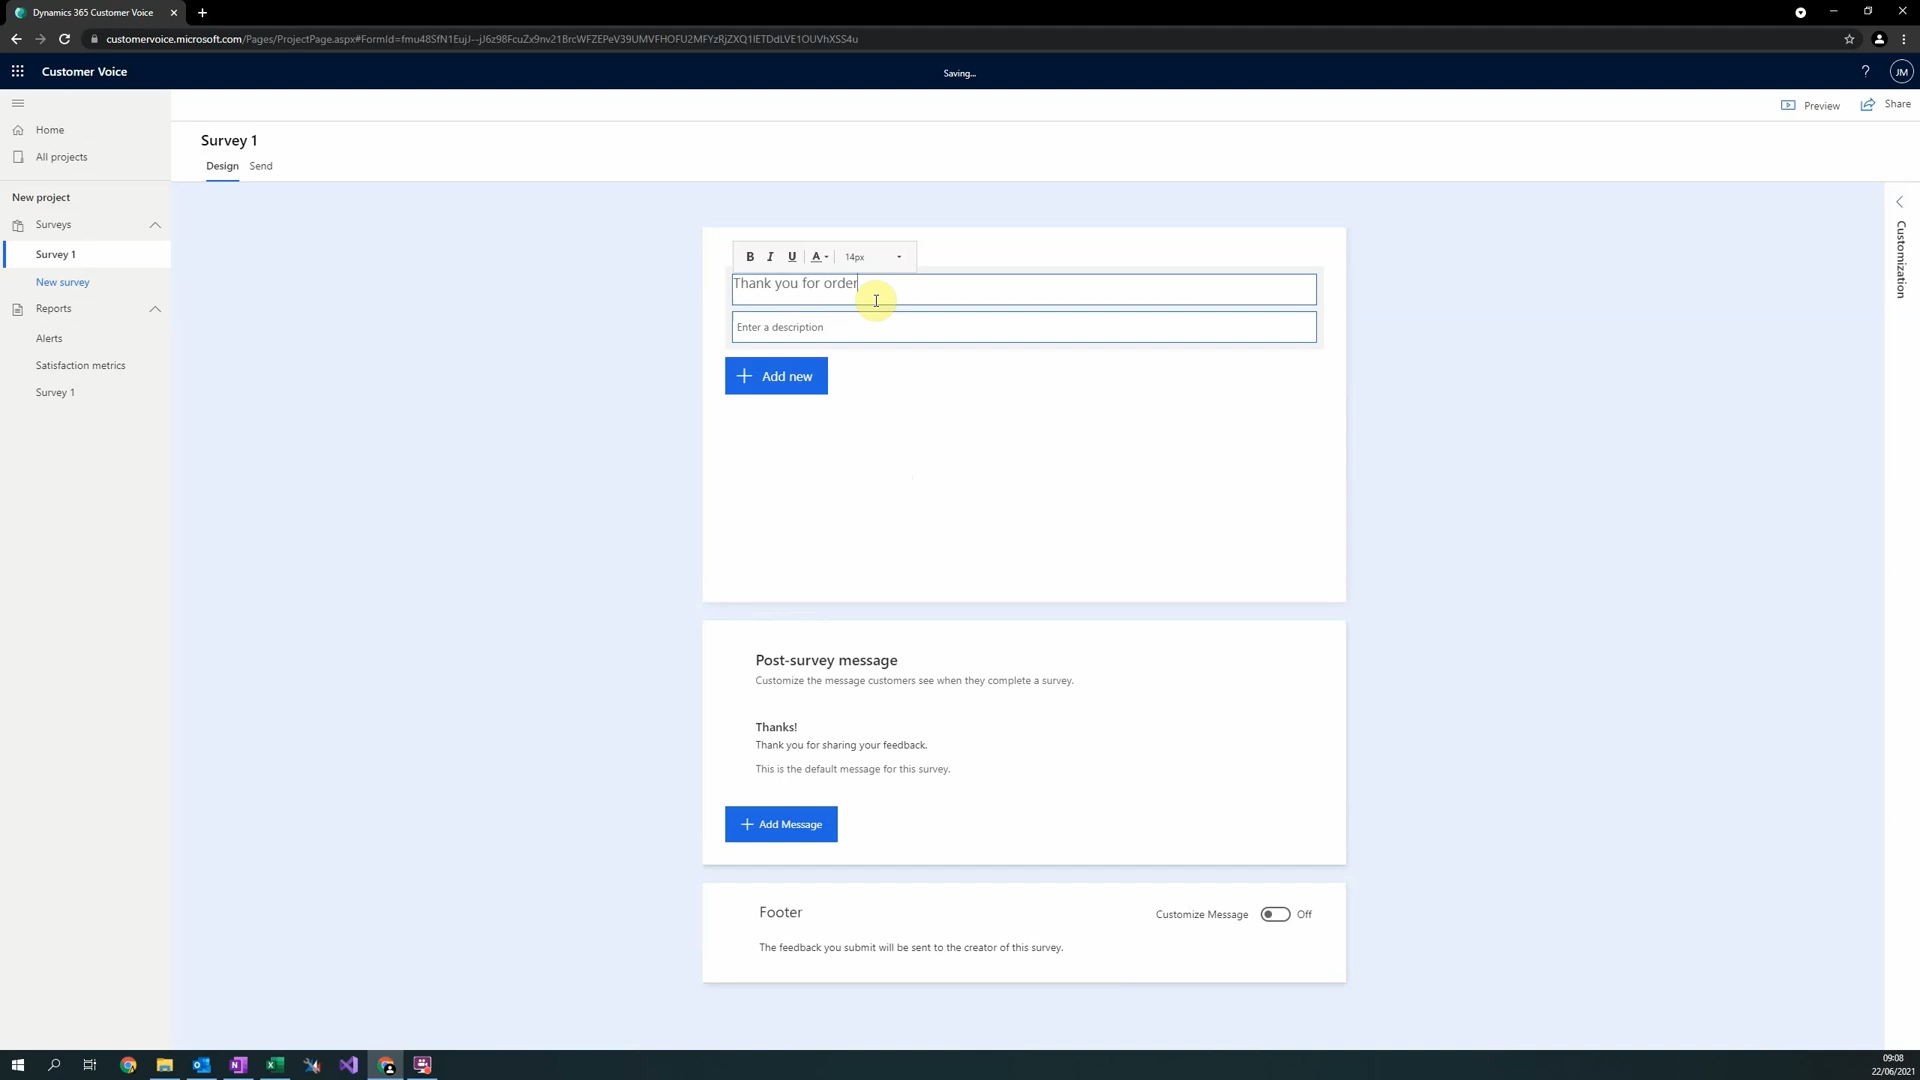 Dynamics 365 Customer Voice
customervoice.microsoft.com/Pages/ProjectPage.aspx#FormId=fmu48SfN1EujJ--jJ6z98FcuZx9nv21BrcWFZEPeV39UMVFHOFU2MFYzRjZXQ1lETDdLVE1OUVhXSS4u
Customer Voice
Saving...
?
JM
Home
All projects
New project
Surveys
Survey 1
New survey
Reports
Alerts
Satisfaction metrics
Survey 1
Preview
Share
Survey 1
Design Send
B I U A 14px
Thank you for order
Enter a description
+ Add new
Customization
Post-survey message
Customize the message customers see when they complete a survey.
Thanks!
Thank you for sharing your feedback.
This is the default message for this survey.
+ Add Message
Footer
Customize Message Off
The feedback you submit will be sent to the creator of this survey.
09:08
22/06/2021